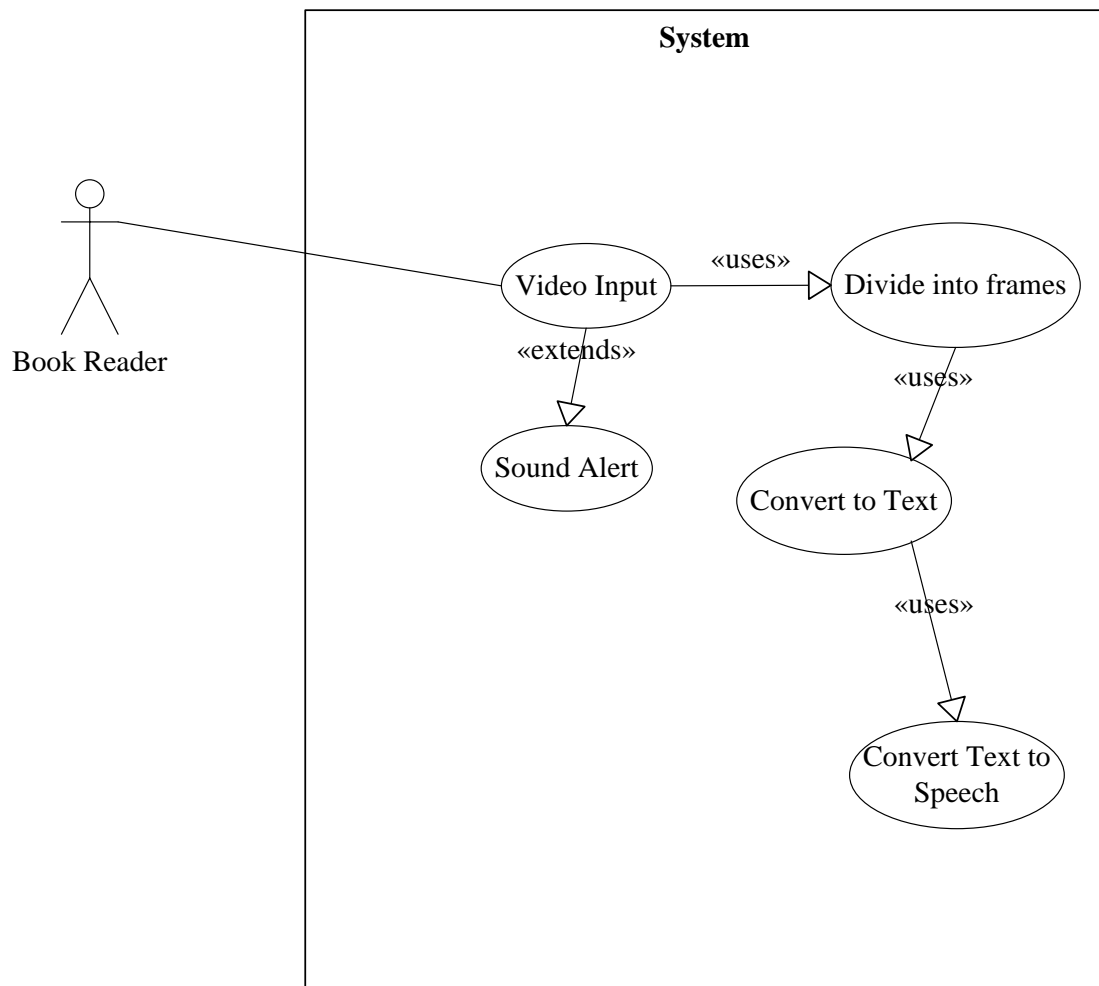 System
Book Reader
Video Input
«uses»
Divide into frames
«extends»
«uses»
Sound Alert
Convert to Text
«uses»
Convert Text to
Speech